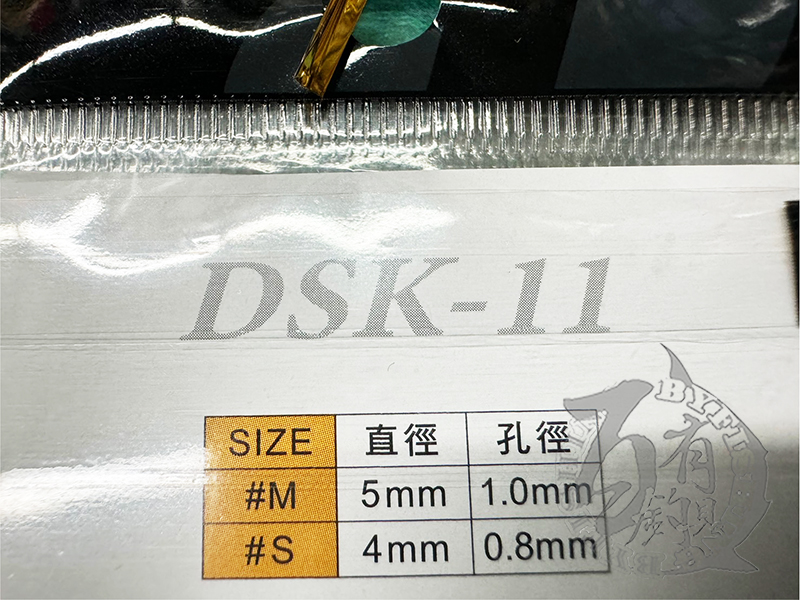 DSK-11
SIZE 直徑 孔徑
#M 5mm 1.0mm
#S 4mm 0.8mm